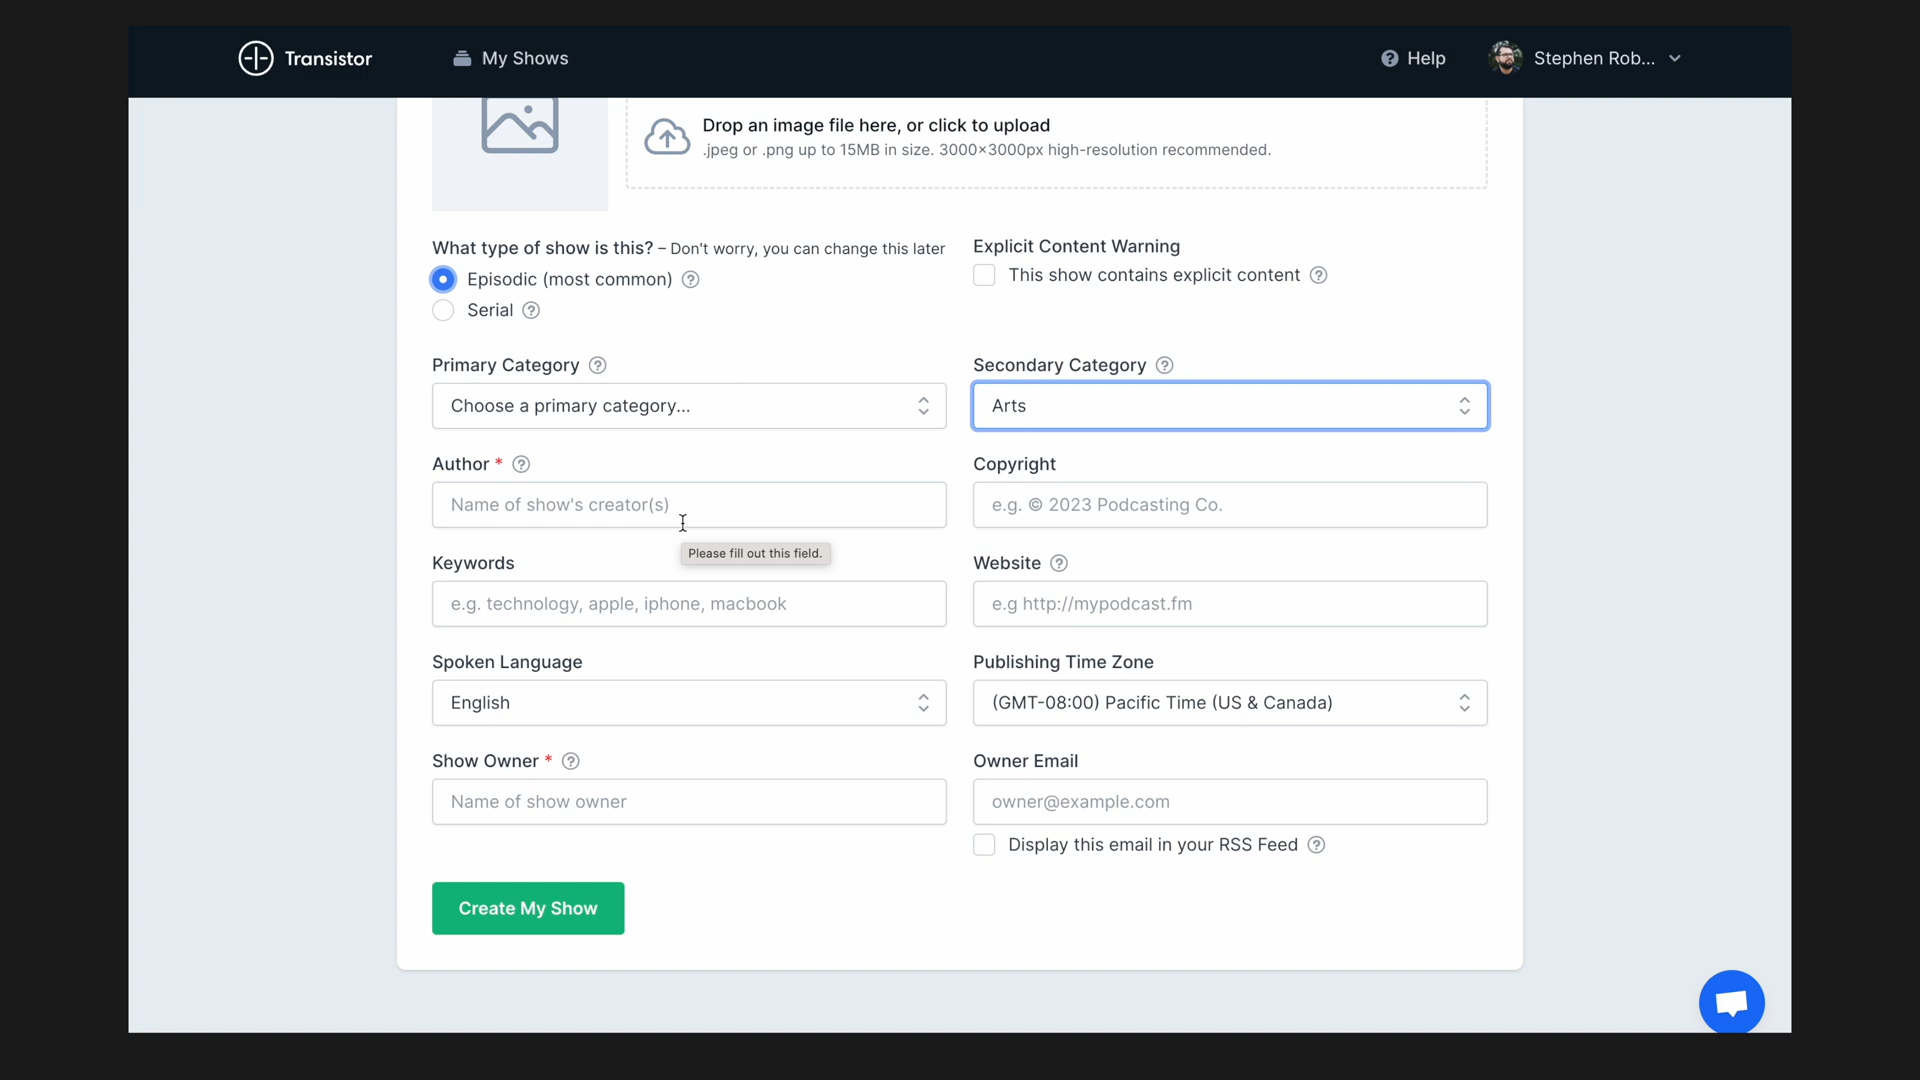 Transistor
My Shows
Help
Stephen Rob...
Drop an image file here, or click to upload
.jpeg or .png up to 15MB in size. 3000×3000px high-resolution recommended.
What type of show is this? – Don't worry, you can change this later
Episodic (most common)
Serial
Explicit Content Warning
This show contains explicit content
Primary Category
Choose a primary category...
Secondary Category
Arts
Author *
Name of show's creator(s)
Copyright
e.g. © 2023 Podcasting Co.
Please fill out this field.
Keywords
e.g. technology, apple, iphone, macbook
Website
e.g http://mypodcast.fm
Spoken Language
English
Publishing Time Zone
(GMT-08:00) Pacific Time (US & Canada)
Show Owner *
Name of show owner
Owner Email
owner@example.com
Display this email in your RSS Feed
Create My Show